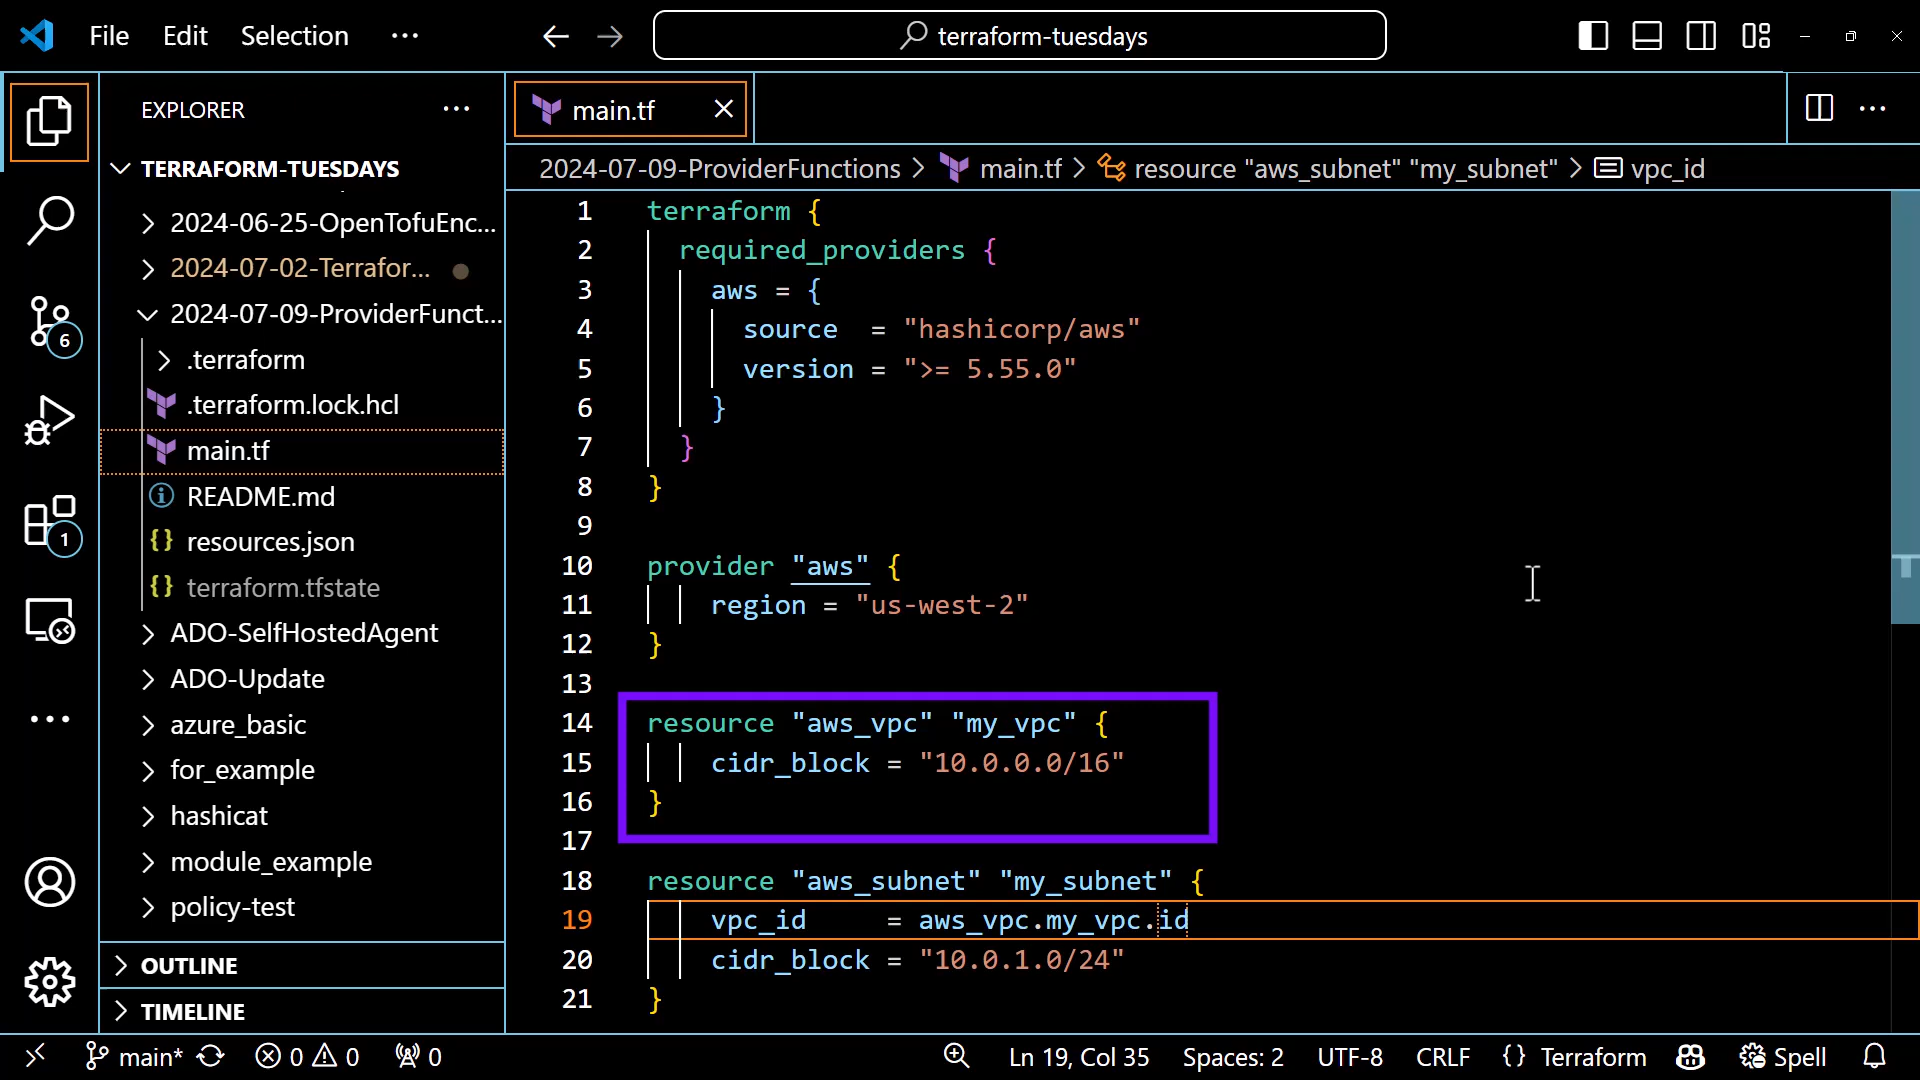 File Edit Selection ···
terraform-tuesdays
EXPLORER ···
TERRAFORM-TUESDAYS
2024-06-25-OpenTofuEnc...
2024-07-02-Terrafor...
2024-07-09-ProviderFunct...
.terraform
.terraform.lock.hcl
main.tf
README.md
{} resources.json
{} terraform.tfstate
ADO-SelfHostedAgent
ADO-Update
azure_basic
for_example
hashicat
module_example
policy-test
OUTLINE
TIMELINE
6
1
main.tf
2024-07-09-ProviderFunctions > main.tf > resource "aws_subnet" "my_subnet" > vpc_id
1 terraform {
2 required_providers {
3 aws = {
4 source = "hashicorp/aws"
5 version = ">= 5.55.0"
6 }
7 }
8 }
9
10 provider "aws" {
11 region = "us-west-2"
12 }
13
14 resource "aws_vpc" "my_vpc" {
15 cidr_block = "10.0.0.0/16"
16 }
17
18 resource "aws_subnet" "my_subnet" {
19 vpc_id = aws_vpc.my_vpc.id
20 cidr_block = "10.0.1.0/24"
21 }
main* 0 0 0 Ln 19, Col 35 Spaces: 2 UTF-8 CRLF {} Terraform Spell